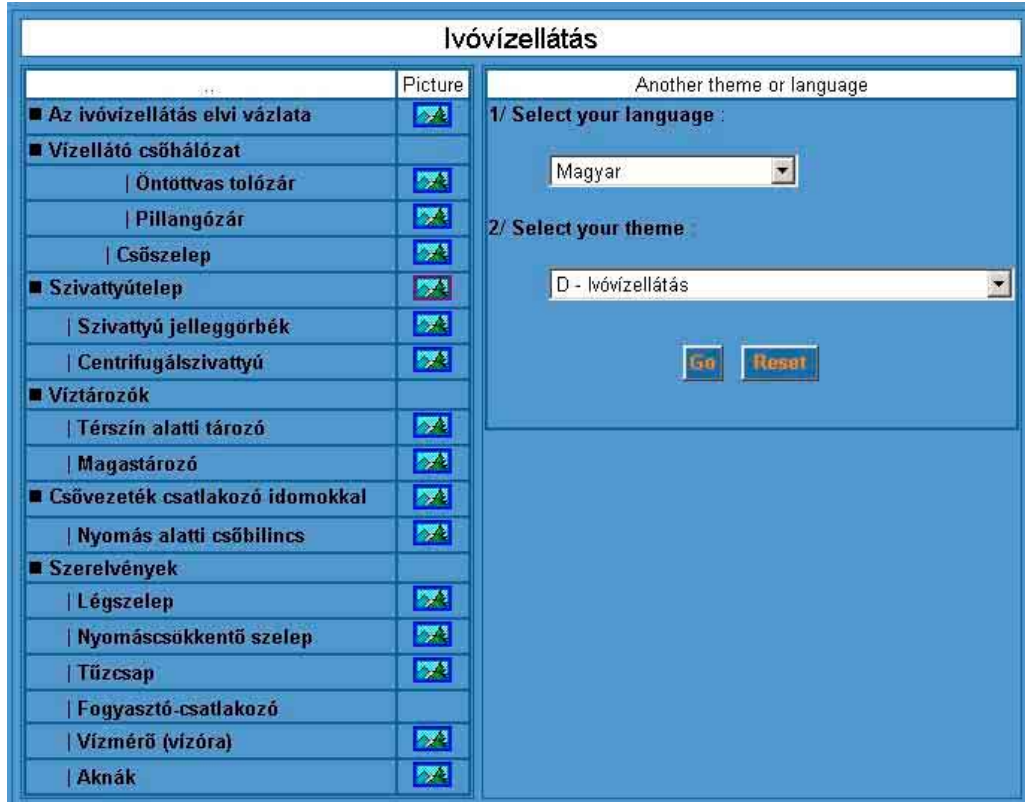 Ivóvízellátás
..
Picture
■ Az ivóvízellátás elvi vázlata
■ Vízellátó csőhálózat
| Öntöttvas tolózár
| Pillangózár
| Csőszelep
■ Szivattyútelep
| Szivattyú jelleggörbék
| Centrifugálszivattyú
■ Víztározók
| Térszín alatti tározó
| Magastározó
■ Csővezeték csatlakozó idomokkal
| Nyomás alatti csőbilincs
■ Szerelvények
| Légszelep
| Nyomáscsökkentő szelep
| Tűzcsap
| Fogyasztó-csatlakozó
| Vízmérő (vízóra)
| Aknák
Another theme or language
1/ Select your language :
Magyar
2/ Select your theme :
D - Ivóvízellátás
Go Reset